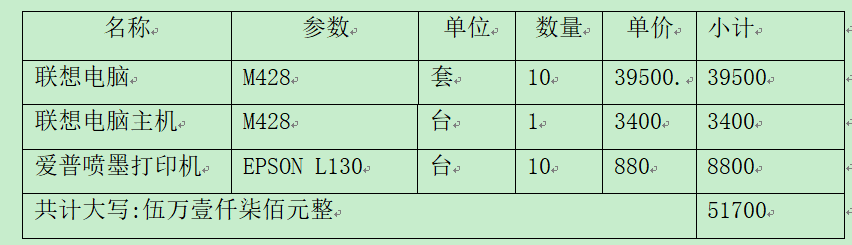 名称 参数 单位 数量 单价 小计
联想电脑 M428 套 10 39500. 39500
联想电脑主机 M428 台 1 3400 3400
爱普喷墨打印机 EPSON L130 台 10 880 8800
共计大写:伍万壹仟柒佰元整 51700